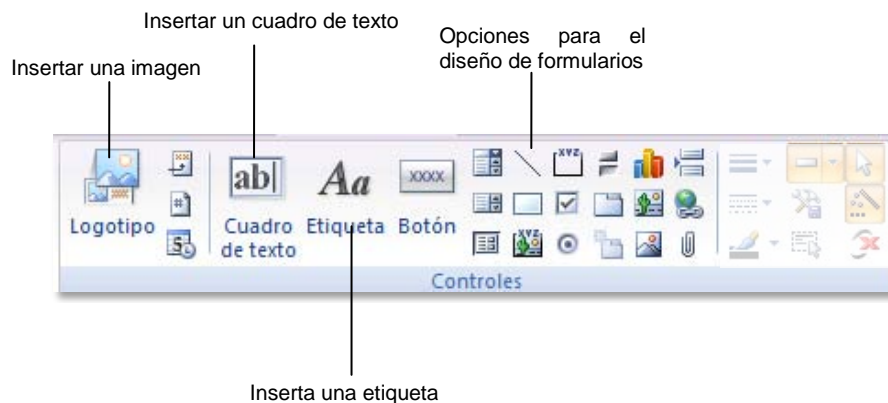 Insertar un cuadro de texto
Opciones para el
diseño de formularios
Insertar una imagen
ab
Aa
XXXX
XYZ
Logotipo
Cuadro
de texto
Etiqueta
Botón
Controles
Inserta una etiqueta